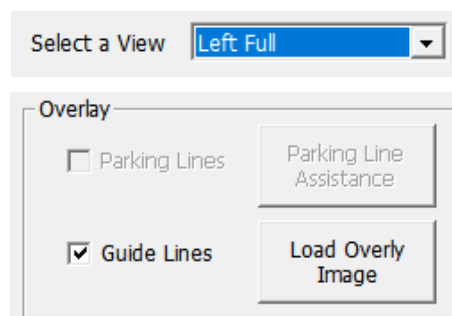 Select a View Left Full
Overlay
Parking Lines
Parking Line
Assistance
Guide Lines
Load Overly
Image